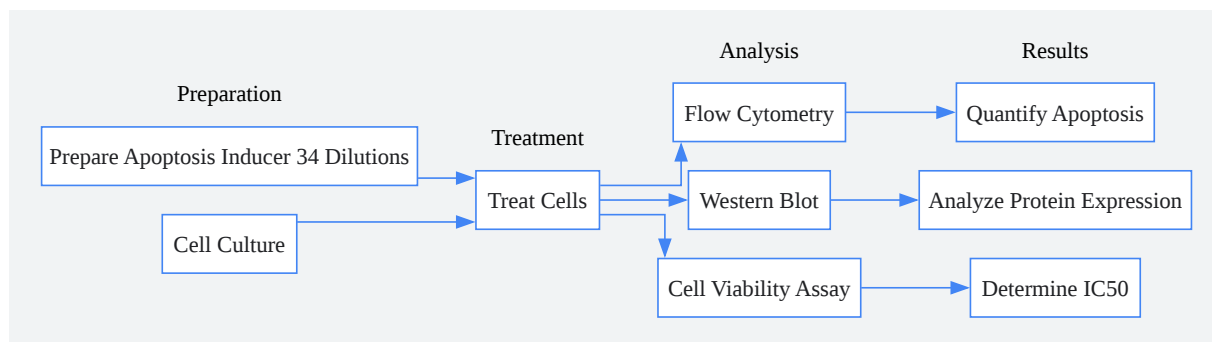 Preparation
Prepare Apoptosis Inducer 34 Dilutions
Cell Culture
Treatment
Treat Cells
Analysis
Flow Cytometry
Western Blot
Cell Viability Assay
Results
Quantify Apoptosis
Analyze Protein Expression
Determine IC50